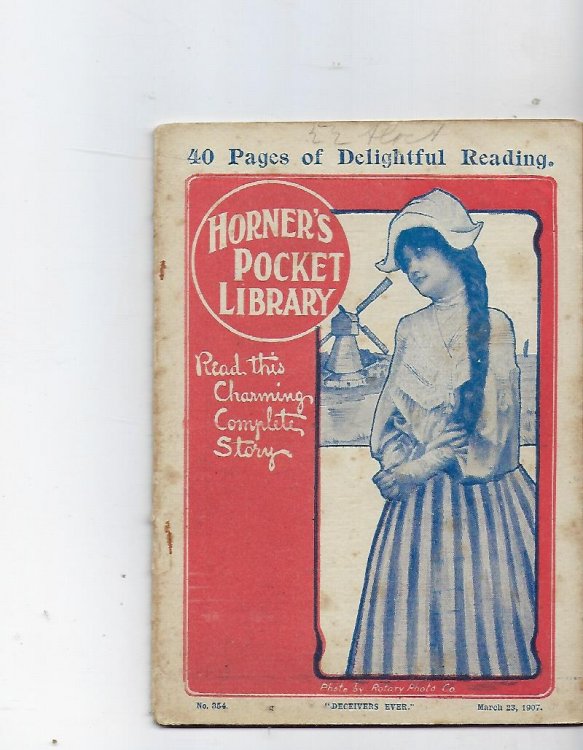 40 Pages of Delightful Reading.
HORNER'S
POCKET
LIBRARY
Read this
Charming
Complete
Story
Photo by Rotary Photo Co
No. 354.
"DECEIVERS EVER."
March 23, 1907.